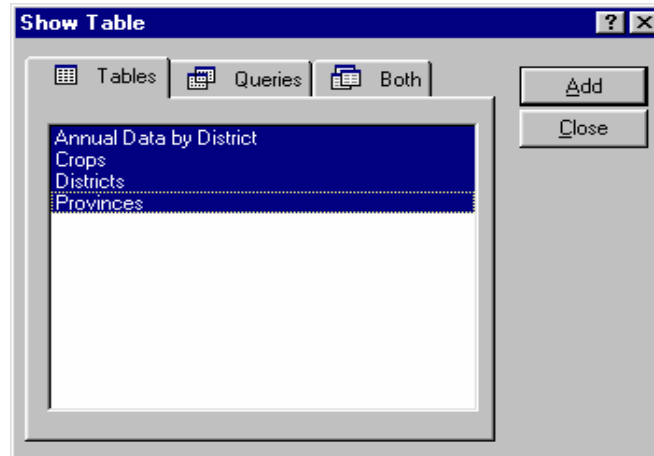 Show Table
Tables Queries Both
Add
Close
Annual Data by District
Crops
Districts
Provinces